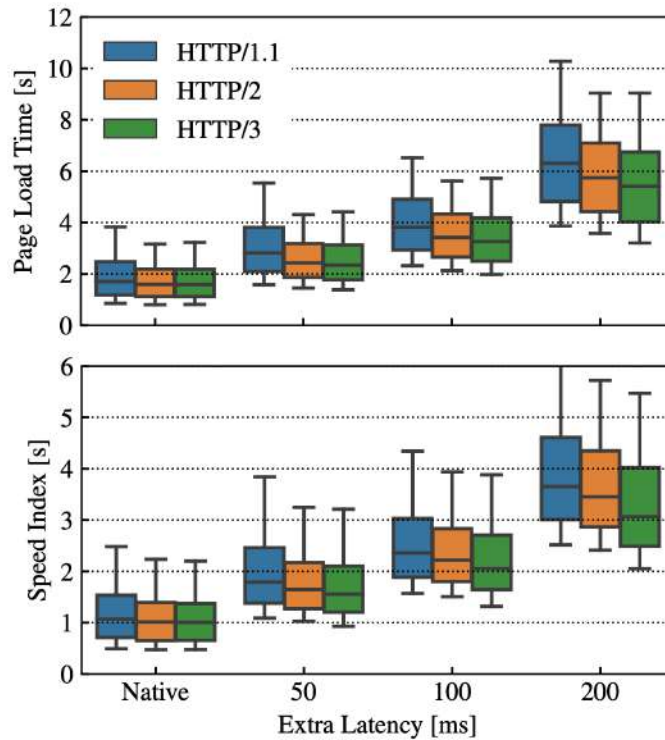 12
10
8
6
4
2
0
Page Load Time [s]
HTTP/1.1
HTTP/2
HTTP/3
6
5
4
3
2
1
0
Speed Index [s]
Native 50 100 200
Extra Latency [ms]